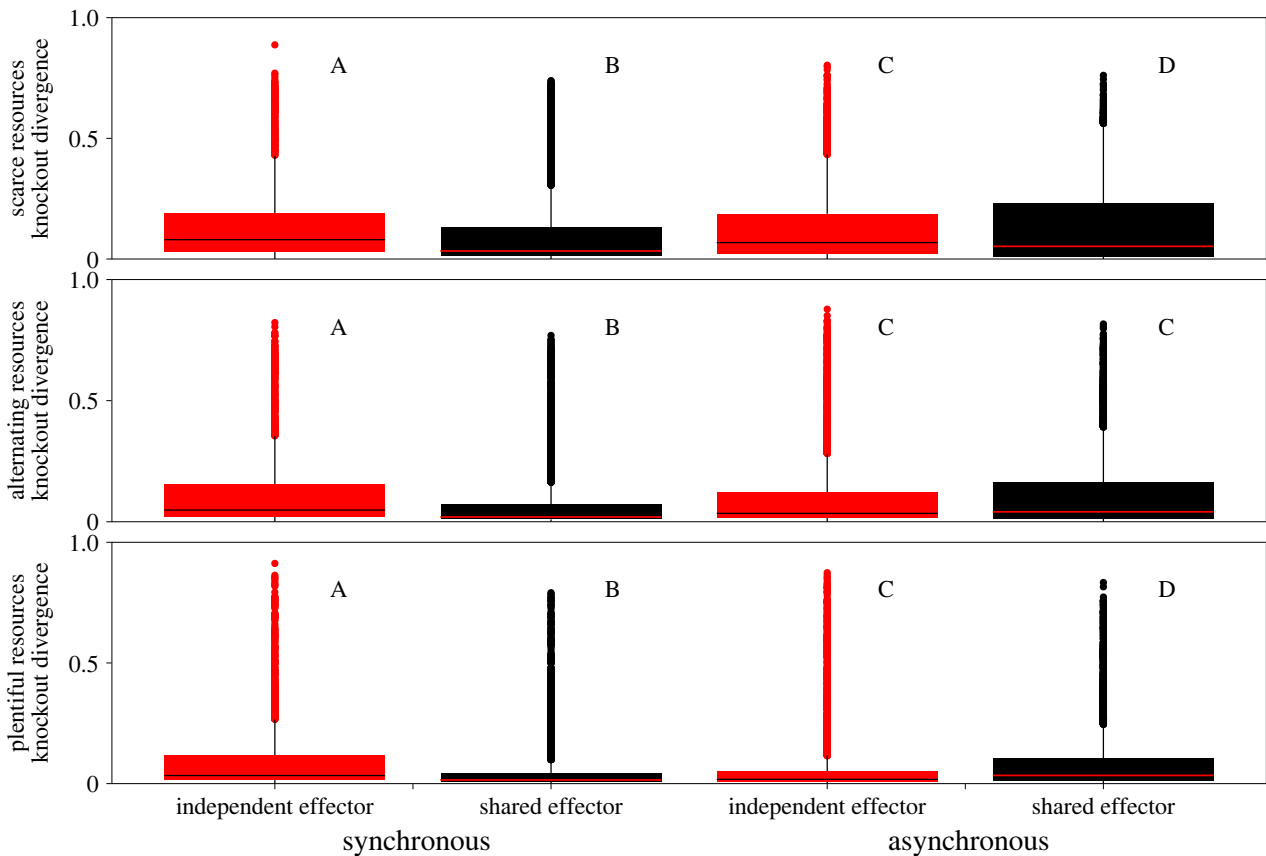 scarce resources
knockout divergence
1.0
0.5
0
A
B
C
D
alternating resources
knockout divergence
1.0
0.5
0
A
B
C
C
plentiful resources
knockout divergence
1.0
0.5
0
A
B
C
D
independent effector
shared effector
independent effector
shared effector
synchronous
asynchronous